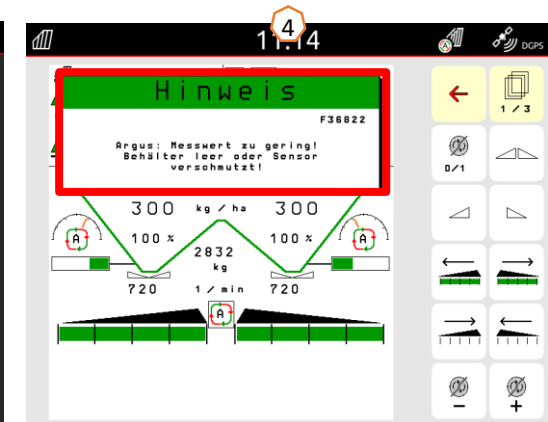 4
11:14
DGPS
Hinweis
F36822
Argus: Messwert zu gering!
Behälter leer oder Sensor
verschmutzt!
1 / 3
0/1
300 kg / ha 300
A 100 % 100 % A
2832
kg
720 1 / min 720
A
− +